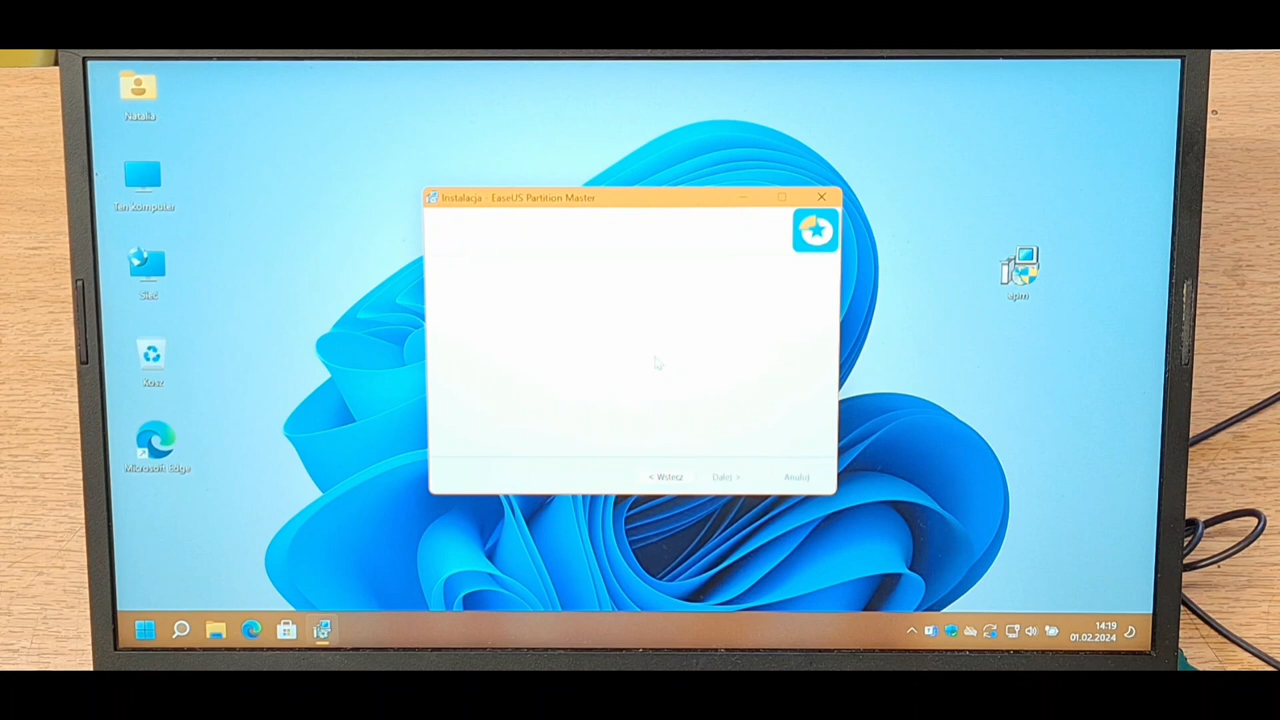 Natalia
Ten komputer
Sieć
Kosz
Microsoft Edge
Instalacja - EaseUS Partition Master
< Wstecz
Dalej >
Anuluj
epm
14:19
01.02.2024